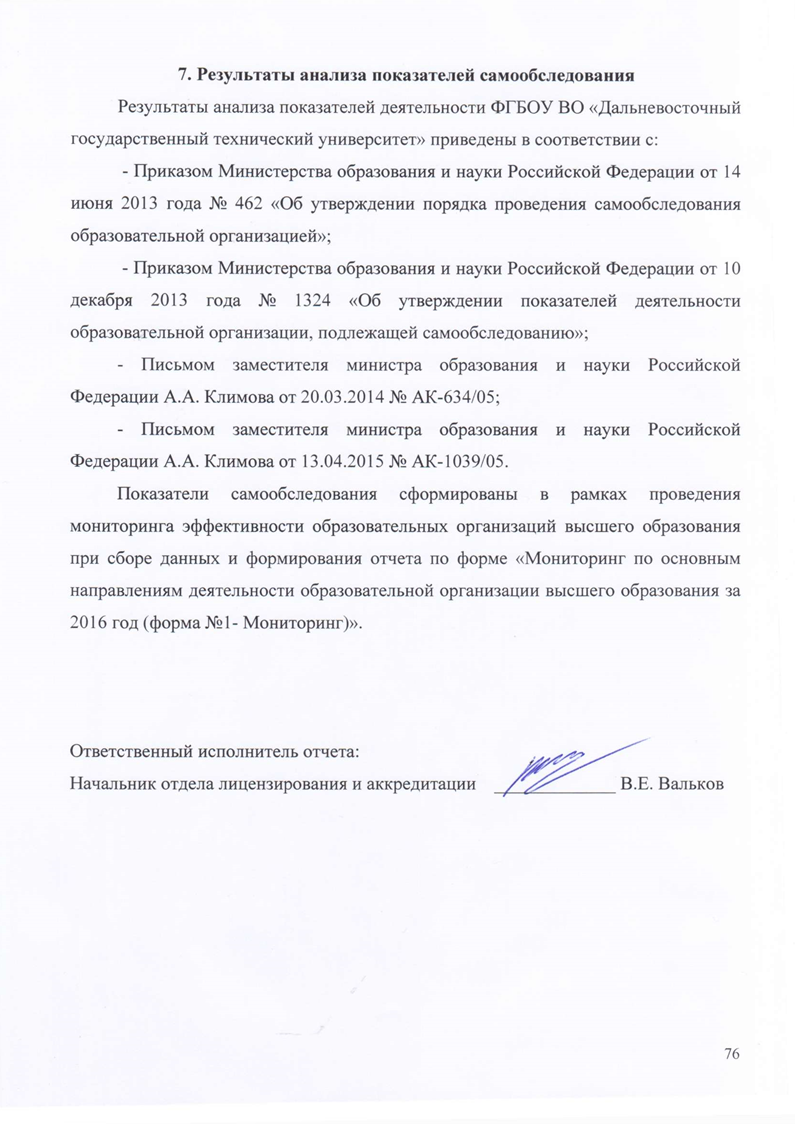 7. Результаты анализа показателей самообследования
Результаты анализа показателей деятельности ФГБОУ ВО «Дальневосточный
государственный технический университет» приведены в соответствии с:
- Приказом Министерства образования и науки Российской Федерации от 14
июня 2013 года № 462 «Об утверждении порядка проведения самообследования
образовательной организацией»;
- Приказом Министерства образования и науки Российской Федерации от 10
декабря 2013 года № 1324 «Об утверждении показателей деятельности
образовательной организации, подлежащей самообследованию»;
- Письмом заместителя министра образования и науки Российской
Федерации А.А. Климова от 20.03.2014 № АК-634/05;
- Письмом заместителя министра образования и науки Российской
Федерации А.А. Климова от 13.04.2015 № АК-1039/05.
Показатели самообследования сформированы в рамках проведения
мониторинга эффективности образовательных организаций высшего образования
при сборе данных и формирования отчета по форме «Мониторинг по основным
направлениям деятельности образовательной организации высшего образования за
2016 год (форма №1- Мониторинг)».
Ответственный исполнитель отчета:
Начальник отдела лицензирования и аккредитации В.Е. Вальков
76